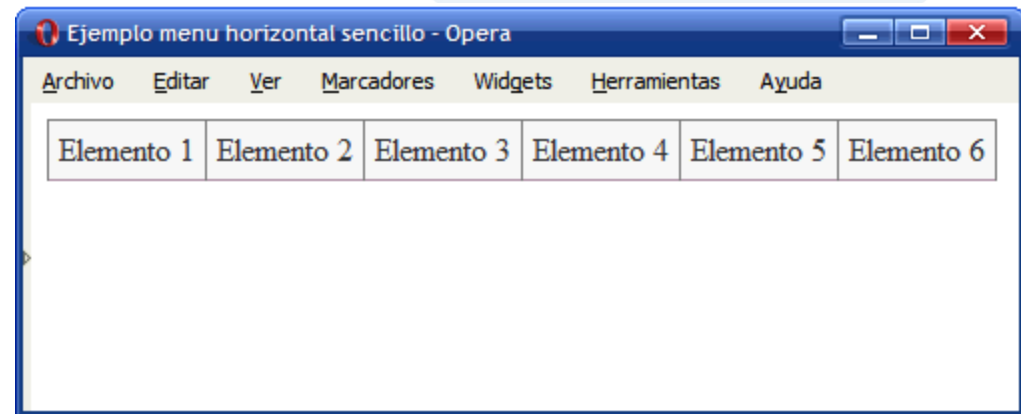 Ejemplo menu horizontal sencillo - Opera
Archivo Editar Ver Marcadores Widgets Herramientas Ayuda
Elemento 1 Elemento 2 Elemento 3 Elemento 4 Elemento 5 Elemento 6